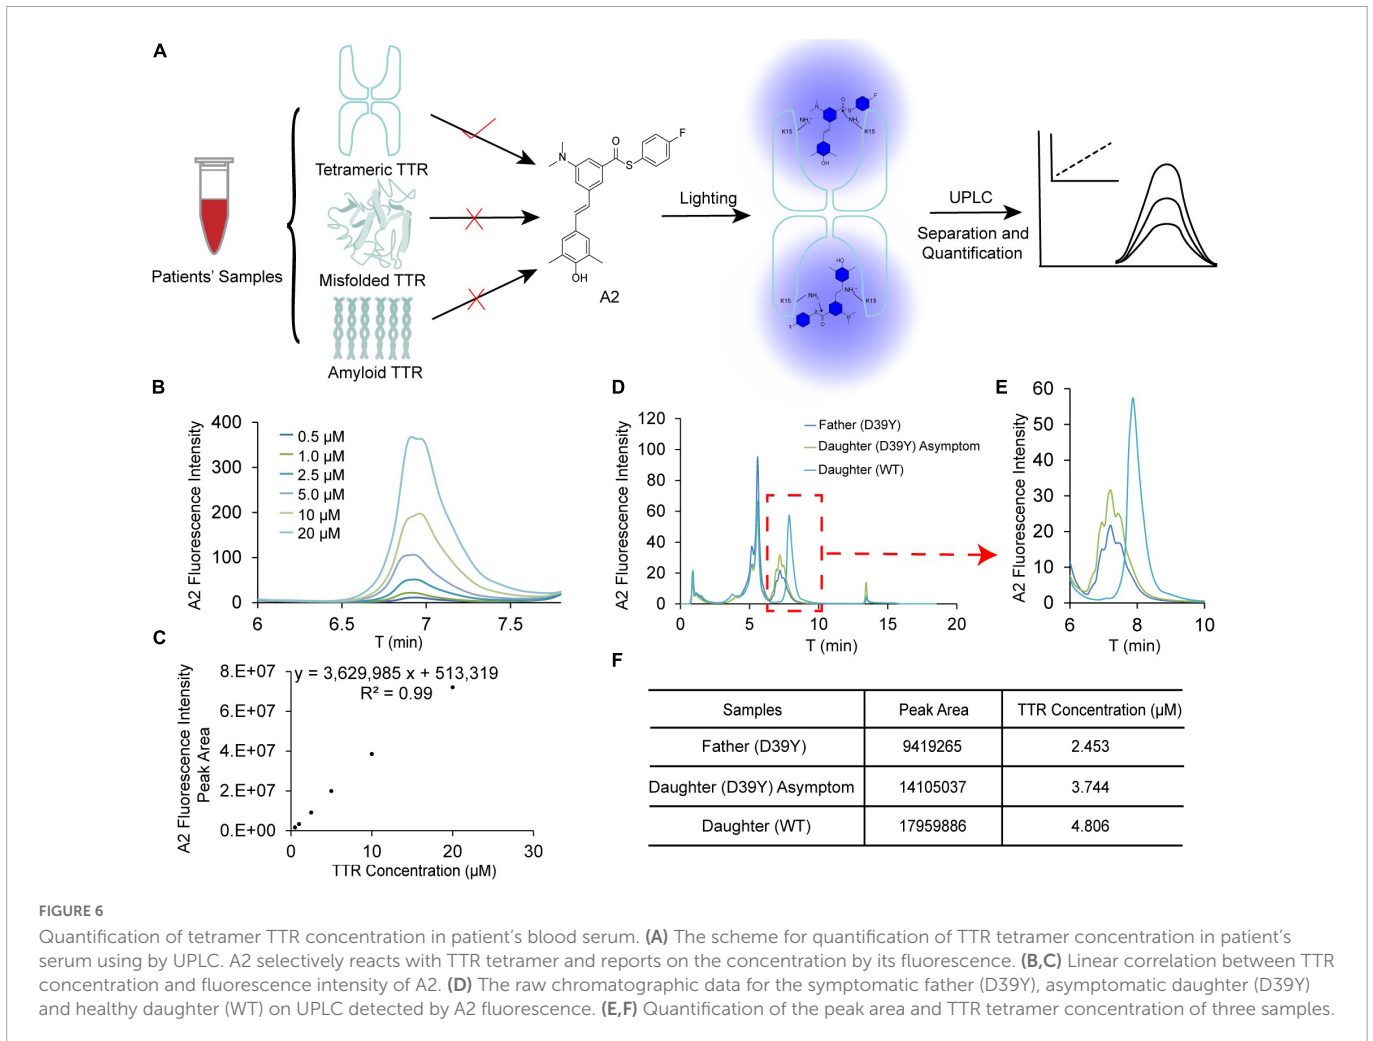 A
Tetrameric TTR
Misfolded TTR
Amyloid TTR
Patients' Samples
N
O
S
F
OH
A2
Lighting
K15
NH₂
O
S
F
NH₂
K15
OH
HO
K15
NH₂
NH₂⁺
K15
O
UPLC
Separation and
Quantification
B
A2 Fluorescence Intensity
400
300
200
100
0
0.5 µM
1.0 µM
2.5 µM
5.0 µM
10 µM
20 µM
6
6.5
7
7.5
T (min)
C
A2 Fluorescence Intensity
Peak Area
8.E+07
6.E+07
4.E+07
2.E+07
0.E+00
y = 3,629,985 x + 513,319
R² = 0.99
0
10
20
30
TTR Concentration (µM)
D
A2 Fluorescence Intensity
120
100
80
60
40
20
0
Father (D39Y)
Daughter (D39Y) Asymptom
Daughter (WT)
0
5
10
15
20
T (min)
E
A2 Fluorescence Intensity
60
50
40
30
20
10
0
6
8
10
T (min)
F
Samples Peak Area TTR Concentration (µM)
Father (D39Y) 9419265 2.453
Daughter (D39Y) Asymptom 14105037 3.744
Daughter (WT) 17959886 4.806
FIGURE 6
Quantification of tetramer TTR concentration in patient's blood serum. (A) The scheme for quantification of TTR tetramer concentration in patient's
serum using by UPLC. A2 selectively reacts with TTR tetramer and reports on the concentration by its fluorescence. (B,C) Linear correlation between TTR
concentration and fluorescence intensity of A2. (D) The raw chromatographic data for the symptomatic father (D39Y), asymptomatic daughter (D39Y)
and healthy daughter (WT) on UPLC detected by A2 fluorescence. (E,F) Quantification of the peak area and TTR tetramer concentration of three samples.